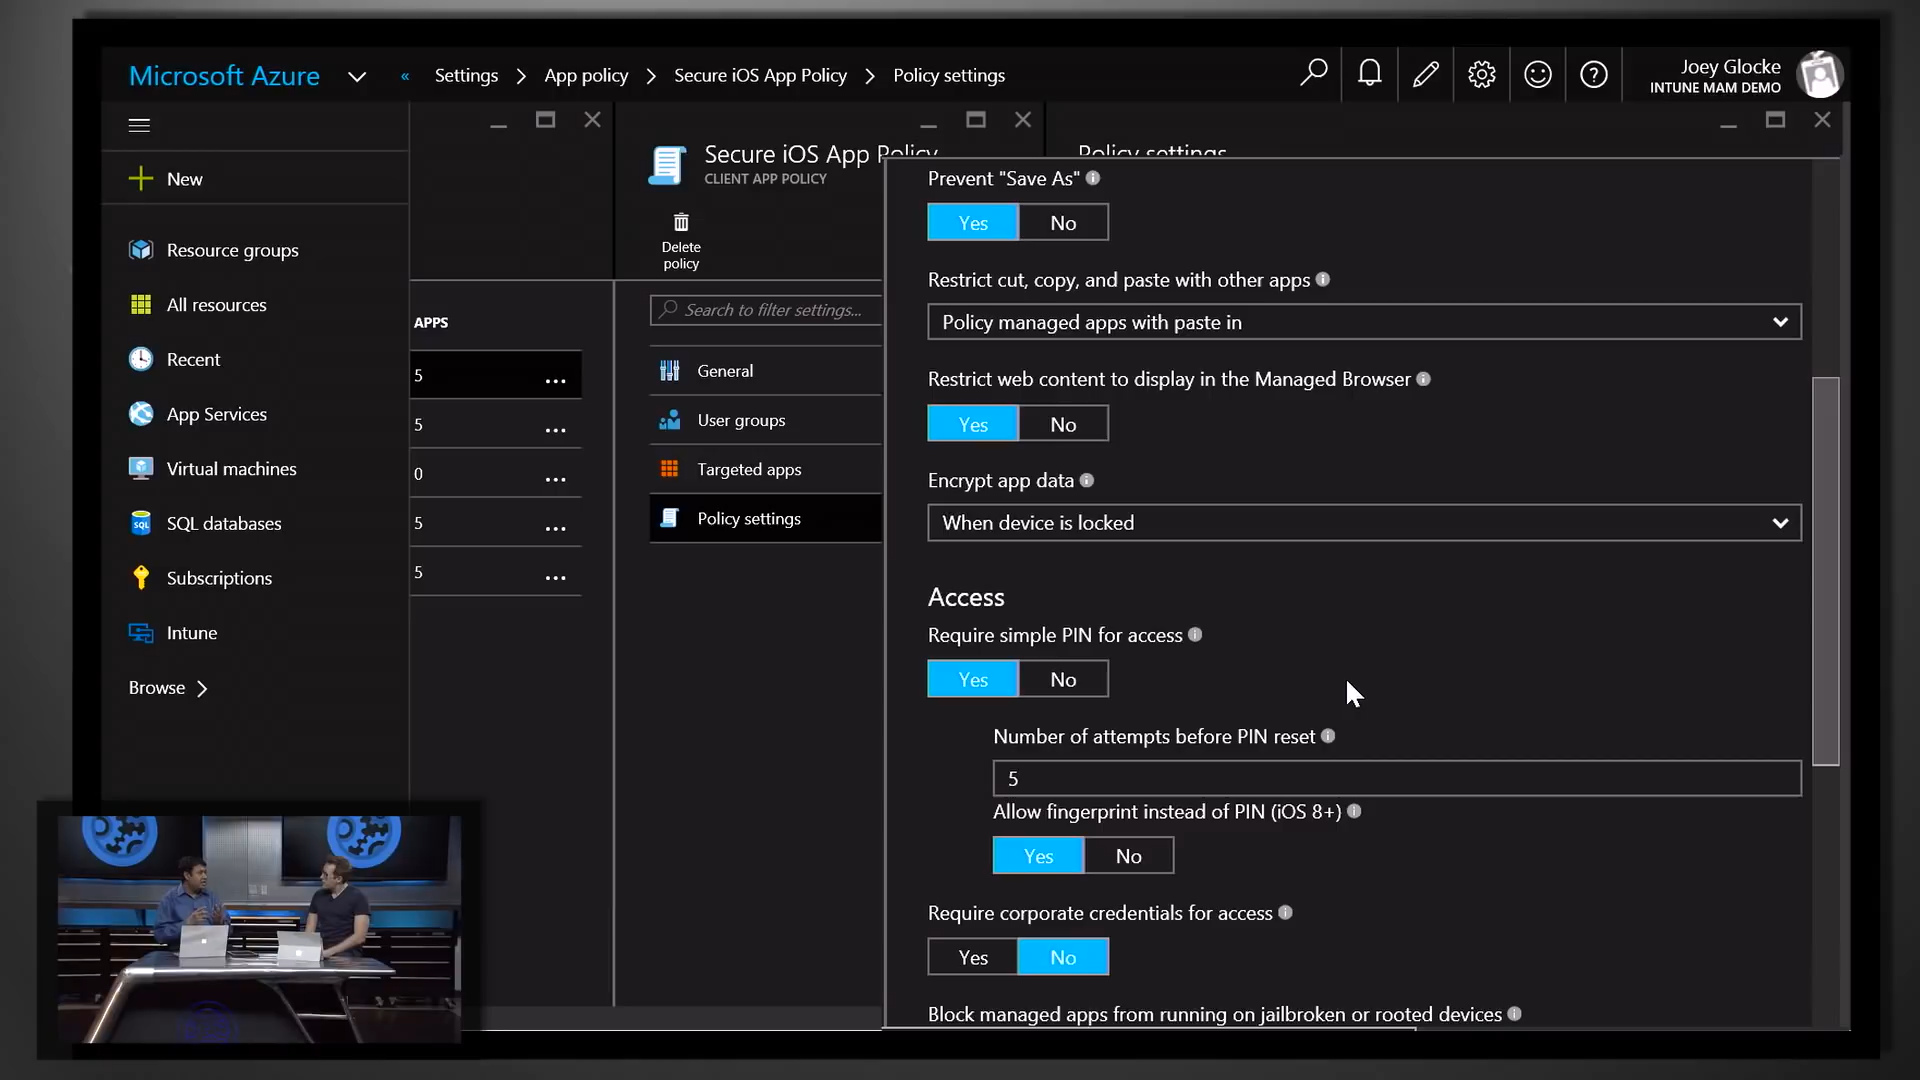 Microsoft Azure
«
Settings
App policy
Secure iOS App Policy
Policy settings
Joey Glocke
INTUNE MAM DEMO
New
Resource groups
All resources
Recent
App Services
Virtual machines
SQL databases
Subscriptions
Intune
Browse
APPS
5 ...
5 ...
0 ...
5 ...
5 ...
Secure iOS App Policy
CLIENT APP POLICY
Delete
policy
Search to filter settings...
General
User groups
Targeted apps
Policy settings
Policy settings
Prevent "Save As"
Yes No
Restrict cut, copy, and paste with other apps
Policy managed apps with paste in
Restrict web content to display in the Managed Browser
Yes No
Encrypt app data
When device is locked
Access
Require simple PIN for access
Yes No
Number of attempts before PIN reset
5
Allow fingerprint instead of PIN (iOS 8+)
Yes No
Require corporate credentials for access
Yes No
Block managed apps from running on jailbroken or rooted devices